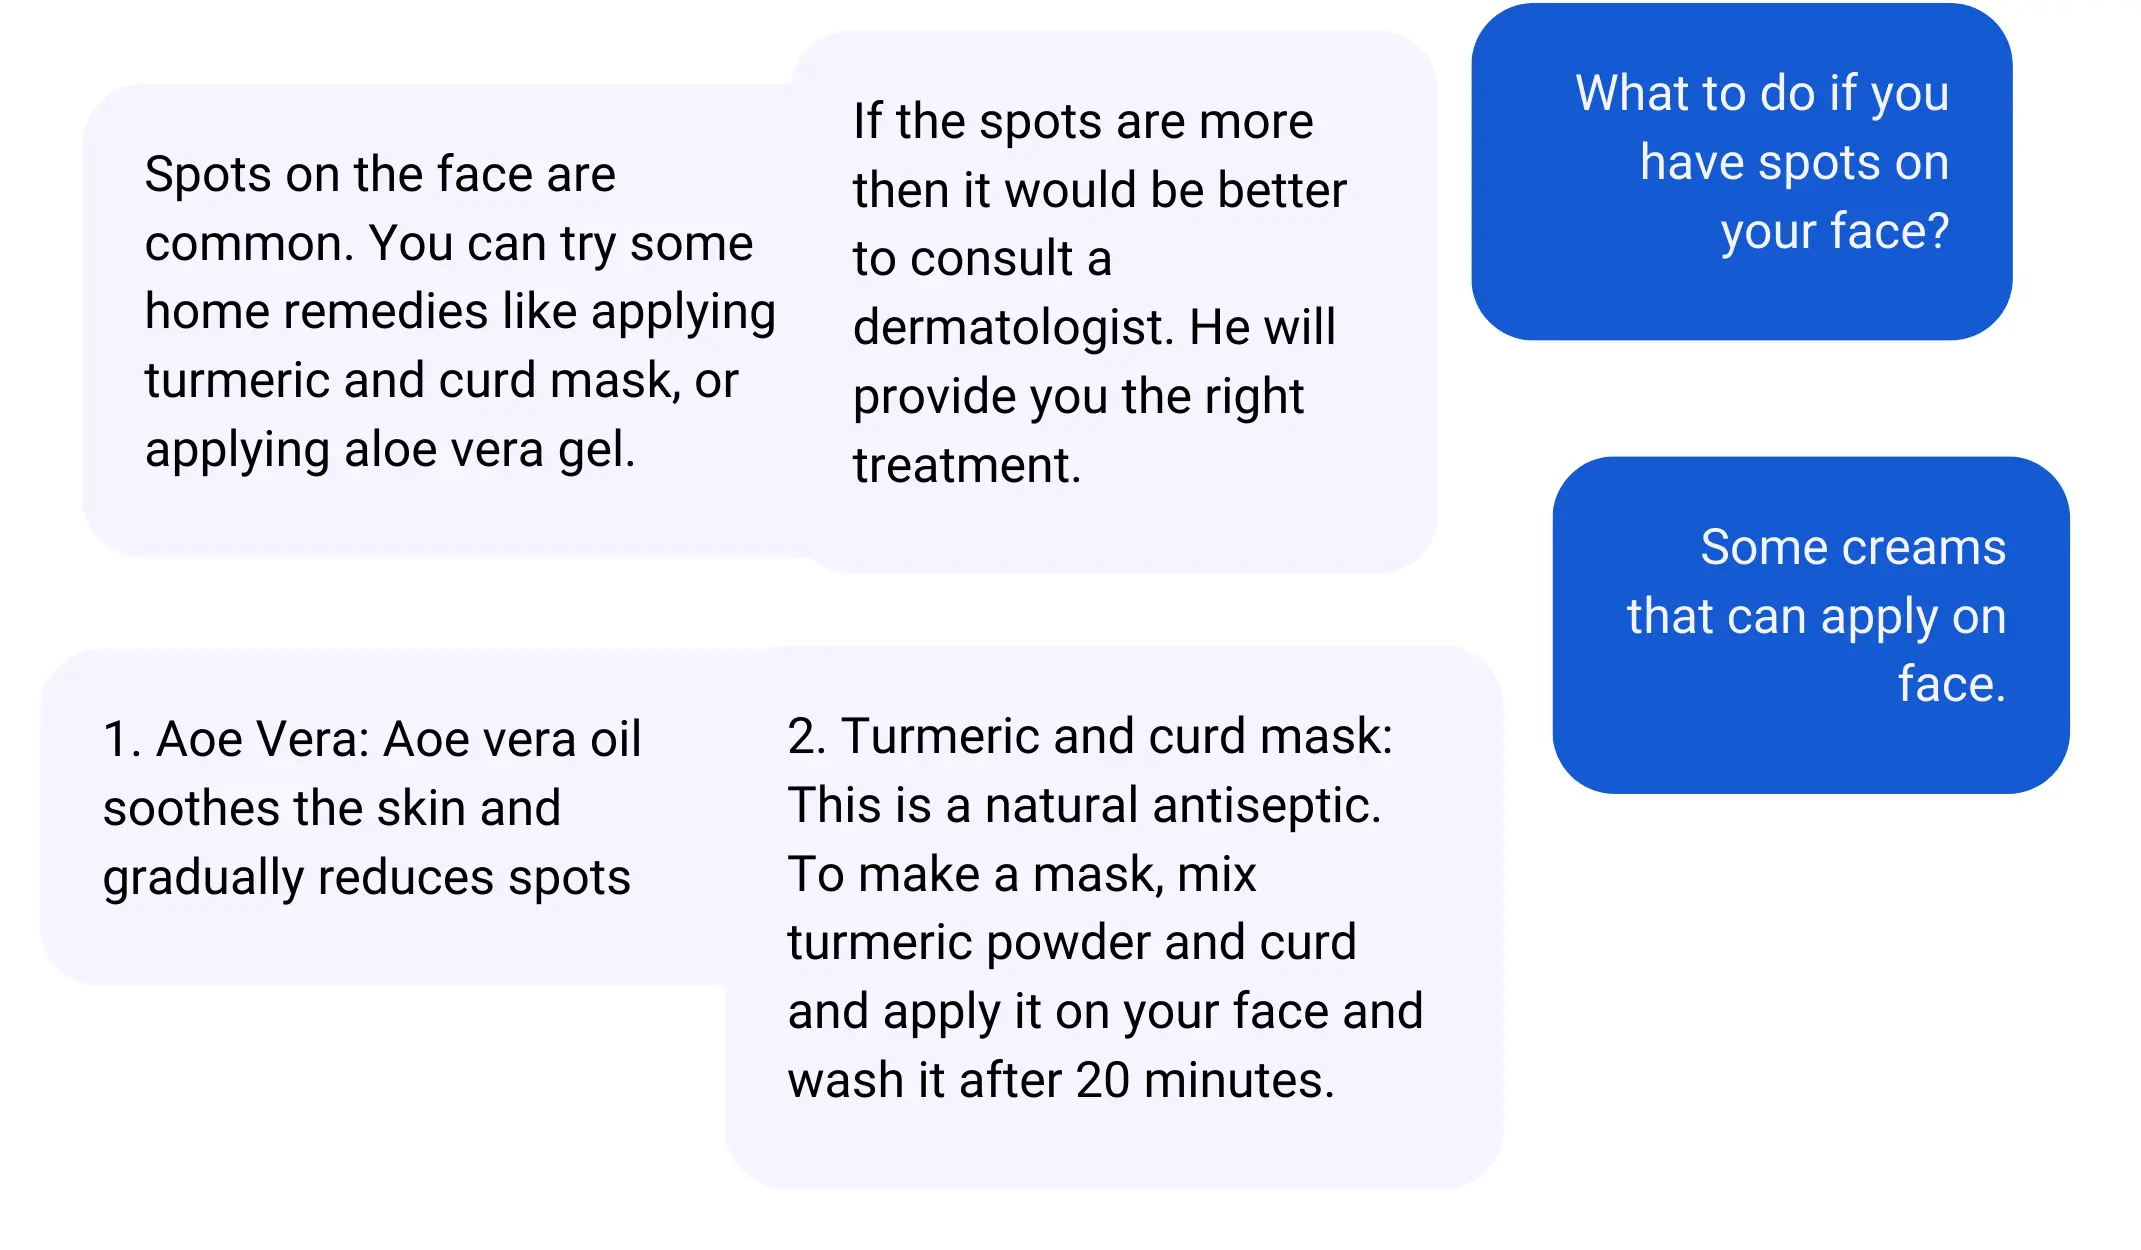 Spots on the face are
common. You can try some
home remedies like applying
turmeric and curd mask, or
applying aloe vera gel.
If the spots are more
then it would be better
to consult a
dermatologist. He will
provide you the right
treatment.
What to do if you
have spots on
your face?
Some creams
that can apply on
face.
1. Aoe Vera: Aoe vera oil
soothes the skin and
gradually reduces spots
2. Turmeric and curd mask:
This is a natural antiseptic.
To make a mask, mix
turmeric powder and curd
and apply it on your face and
wash it after 20 minutes.